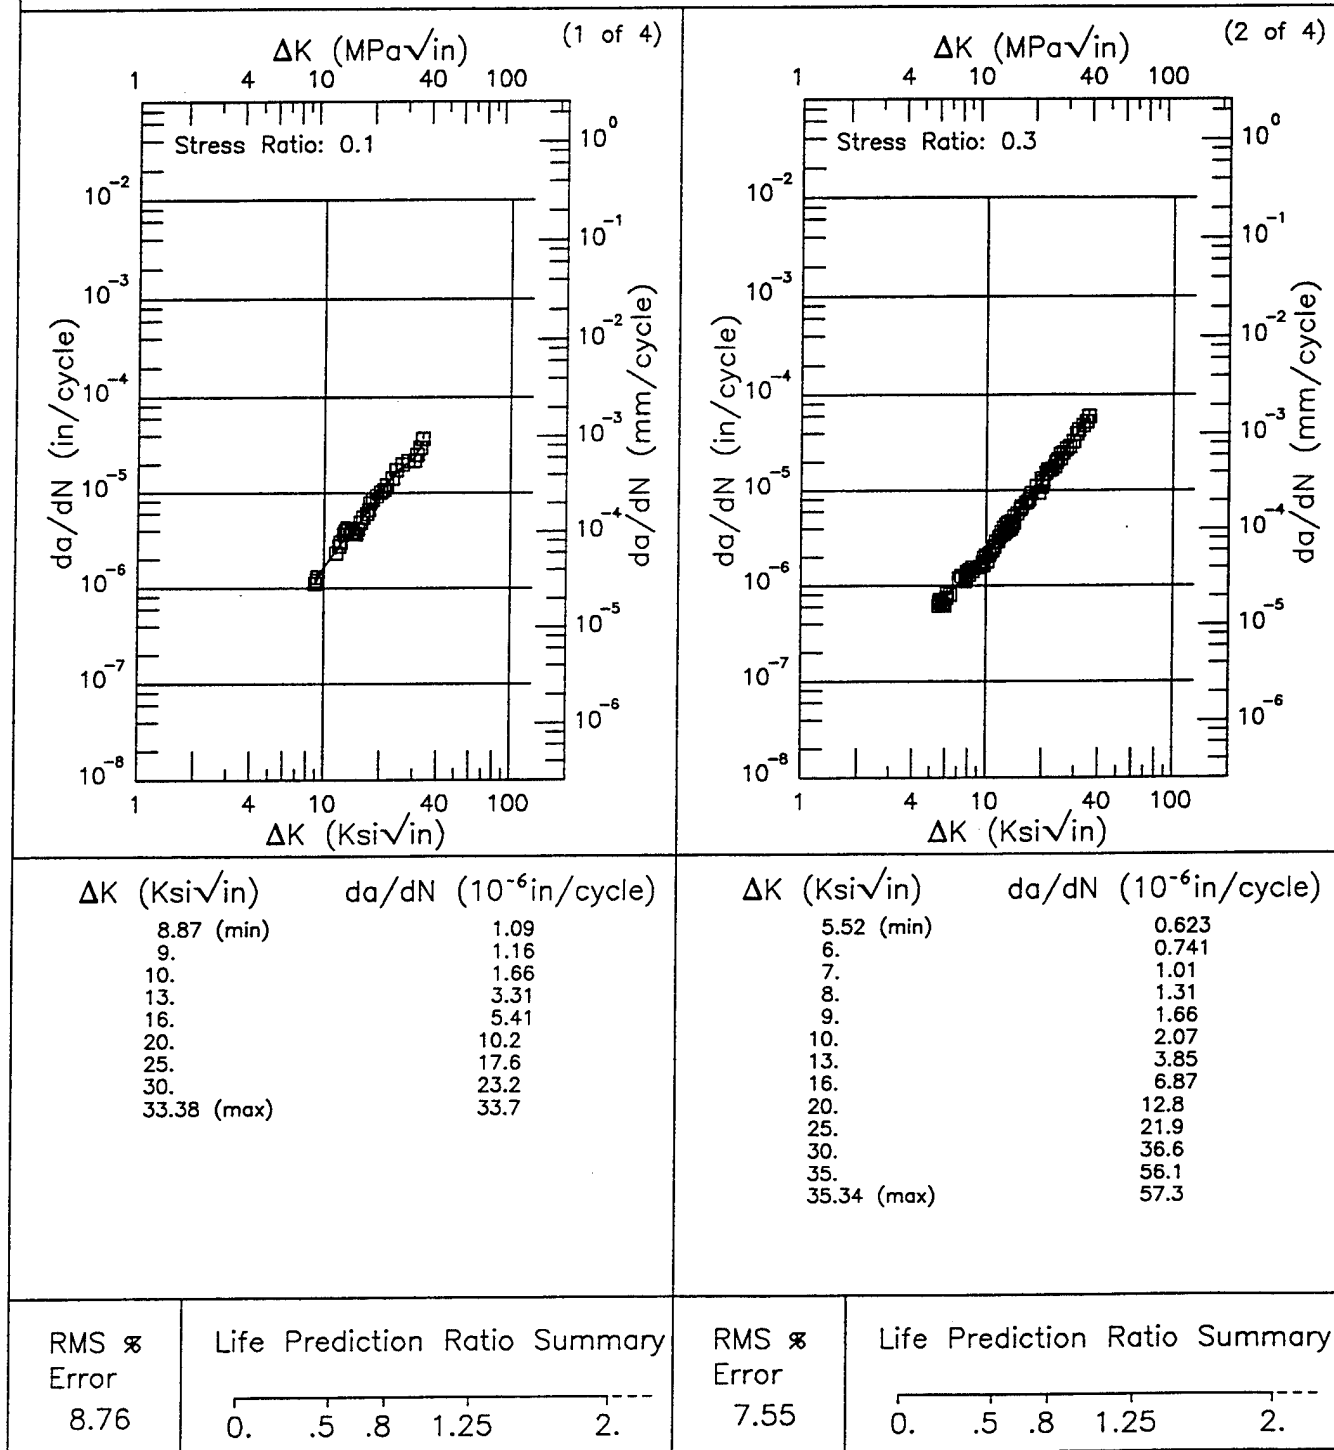 (1 of 4)
ΔK (MPa√in)
1 4 10 40 100
Stress Ratio: 0.1
10⁰
10⁻²
10⁻¹
10⁻³
10⁻²
10⁻⁴
10⁻³
10⁻⁵
10⁻⁴
10⁻⁶
10⁻⁵
10⁻⁷
10⁻⁶
10⁻⁸
da/dN (in/cycle)
da/dN (mm/cycle)
1 4 10 40 100
ΔK (Ksi√in)
ΔK (Ksi√in) da/dN (10⁻⁶in/cycle)
8.87 (min) 1.09
9. 1.16
10. 1.66
13. 3.31
16. 5.41
20. 10.2
25. 17.6
30. 23.2
33.38 (max) 33.7
RMS %
Error
8.76
Life Prediction Ratio Summary
0. .5 .8 1.25 2.
(2 of 4)
ΔK (MPa√in)
1 4 10 40 100
Stress Ratio: 0.3
10⁰
10⁻²
10⁻¹
10⁻³
10⁻²
10⁻⁴
10⁻³
10⁻⁵
10⁻⁴
10⁻⁶
10⁻⁵
10⁻⁷
10⁻⁶
10⁻⁸
da/dN (in/cycle)
da/dN (mm/cycle)
1 4 10 40 100
ΔK (Ksi√in)
ΔK (Ksi√in) da/dN (10⁻⁶in/cycle)
5.52 (min) 0.623
6. 0.741
7. 1.01
8. 1.31
9. 1.66
10. 2.07
13. 3.85
16. 6.87
20. 12.8
25. 21.9
30. 36.6
35. 56.1
35.34 (max) 57.3
RMS %
Error
7.55
Life Prediction Ratio Summary
0. .5 .8 1.25 2.